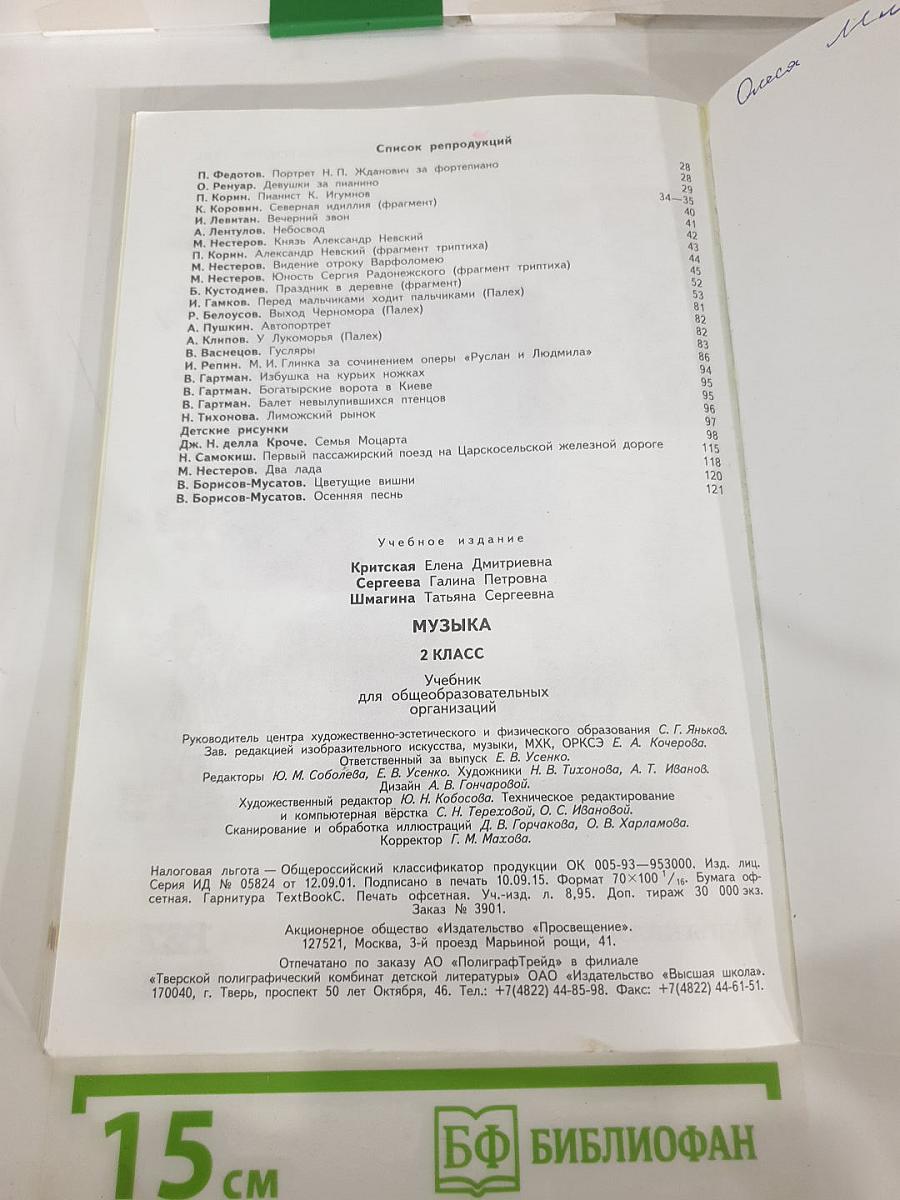 Олеся
Список репродукций
П. Федотов. Портрет Н. П. Жданович за фортепиано 28
О. Ренуар. Девушки за пианино 28
П. Корин. Пианист К. Игумнов 29
К. Коровин. Северная идиллия (фрагмент) 34—35
И. Левитан. Вечерний звон 40
А. Лентулов. Небосвод 41
М. Нестеров. Князь Александр Невский 42
П. Корин. Александр Невский (фрагмент триптиха) 43
М. Нестеров. Видение отроку Варфоломею 44
М. Нестеров. Юность Сергия Радонежского (фрагмент триптиха) 45
Б. Кустодиев. Праздник в деревне (фрагмент) 52
И. Гамков. Перед мальчиками ходит пальчиками (Палех) 53
Р. Белоусов. Выход Черномора (Палех) 81
А. Пушкин. Автопортрет 82
А. Клипов. У Лукоморья (Палех) 82
В. Васнецов. Гусляры 83
И. Репин. М. И. Глинка за сочинением оперы «Руслан и Людмила» 86
В. Гартман. Избушка на курьих ножках 94
В. Гартман. Богатырские ворота в Киеве 95
В. Гартман. Балет невылупившихся птенцов 95
Н. Тихонова. Лиможский рынок 96
Детские рисунки 97
Дж. Н. делла Кроче. Семья Моцарта 98
Н. Самокиш. Первый пассажирский поезд на Царскосельской железной дороге 115
М. Нестеров. Два лада 118
В. Борисов-Мусатов. Цветущие вишни 120
В. Борисов-Мусатов. Осенняя песнь 121
Учебное издание
Критская Елена Дмитриевна
Сергеева Галина Петровна
Шмагина Татьяна Сергеевна
МУЗЫКА
2 КЛАСС
Учебник
для общеобразовательных
организаций
Руководитель центра художественно-эстетического и физического образования С. Г. Яньков.
Зав. редакцией изобразительного искусства, музыки, МХК, ОРКСЭ Е. А. Кочерова.
Ответственный за выпуск Е. В. Усенко.
Редакторы Ю. М. Соболева, Е. В. Усенко. Художники Н. В. Тихонова, А. Т. Иванов.
Дизайн А. В. Гончаровой.
Художественный редактор Ю. Н. Кобосова. Техническое редактирование
и компьютерная вёрстка С. Н. Тереховой, О. С. Ивановой.
Сканирование и обработка иллюстраций Д. В. Горчакова, О. В. Харламова.
Корректор Г. М. Махова.
Налоговая льгота — Общероссийский классификатор продукции ОК 005-93—953000. Изд. лиц.
Серия ИД № 05824 от 12.09.01. Подписано в печать 10.09.15. Формат 70×100 1/16. Бумага оф-
сетная. Гарнитура TextBookC. Печать офсетная. Уч.-изд. л. 8,95. Доп. тираж 30 000 экз.
Заказ № 3901.
Акционерное общество «Издательство «Просвещение».
127521, Москва, 3-й проезд Марьиной рощи, 41.
Отпечатано по заказу АО «ПолиграфТрейд» в филиале
«Тверской полиграфический комбинат детской литературы» ОАО «Издательство «Высшая школа».
170040, г. Тверь, проспект 50 лет Октября, 46. Тел.: +7(4822) 44-85-98. Факс: +7(4822) 44-61-51.
15 см
БФ БИБЛИОФАН